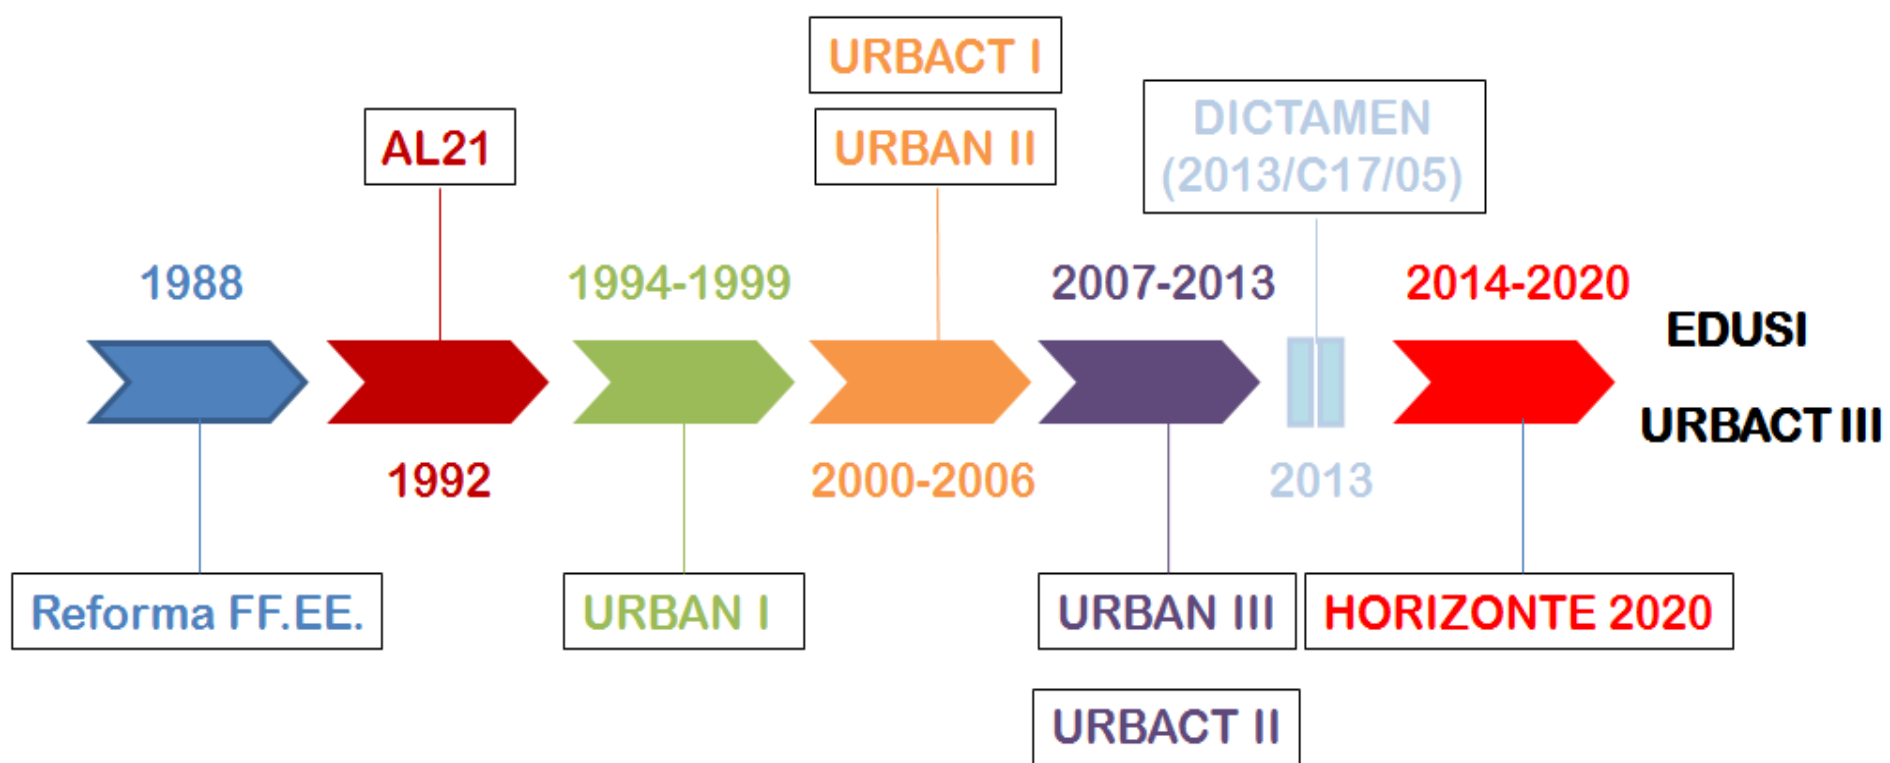 URBACT I
URBAN II
AL21
DICTAMEN
(2013/C17/05)
1988
1994-1999
2007-2013
2014-2020
EDUSI
URBACT III
1992
2000-2006
2013
Reforma FF.EE.
URBAN I
URBAN III
HORIZONTE 2020
URBACT II